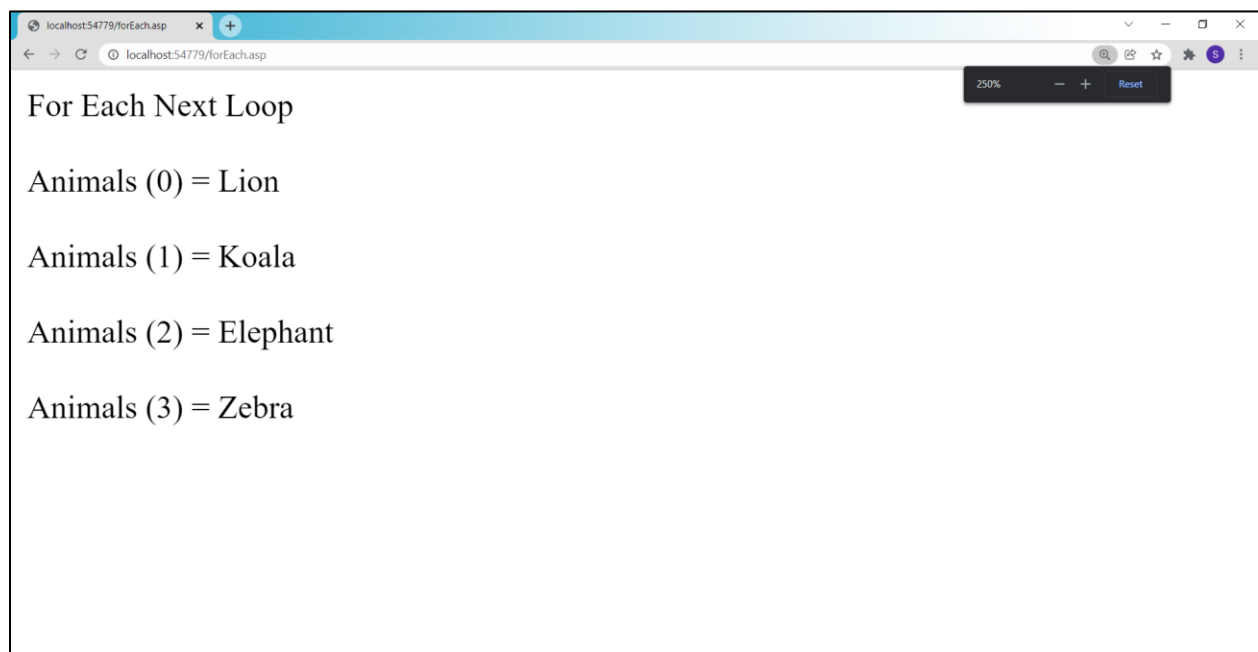 localhost:54779/forEach.asp
localhost:54779/forEach.asp
S
250%
Reset
For Each Next Loop
Animals (0) = Lion
Animals (1) = Koala
Animals (2) = Elephant
Animals (3) = Zebra